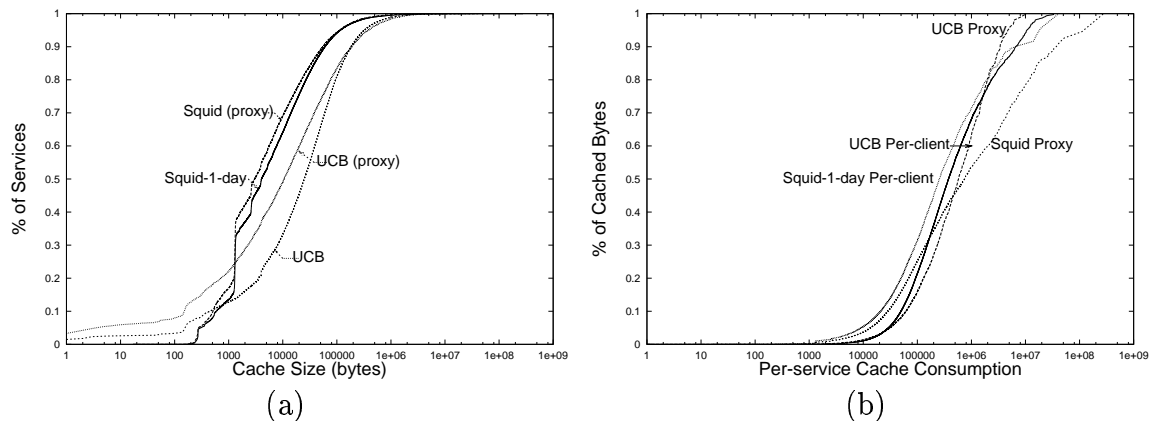 1
0.9
0.8
0.7
0.6
0.5
0.4
0.3
0.2
0.1
0
% of Services
Squid (proxy)
UCB (proxy)
Squid-1-day
UCB
1 10 100 1000 10000 100000 1e+06 1e+07 1e+08 1e+09
Cache Size (bytes)
(a)
1
0.9
0.8
0.7
0.6
0.5
0.4
0.3
0.2
0.1
0
% of Cached Bytes
UCB Proxy
UCB Per-client
Squid Proxy
Squid-1-day Per-client
1 10 100 1000 10000 100000 1e+06 1e+07 1e+08 1e+09
Per-service Cache Consumption
(b)